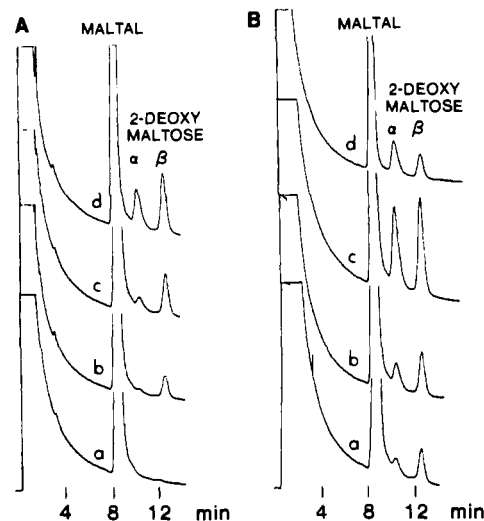 A
MALTAL
2-DEOXY
MALTOSE
α β
d
c
b
a
4 8 12 min
B
MALTAL
2-DEOXY
MALTOSE
α β
d
c
b
a
4 8 12 min